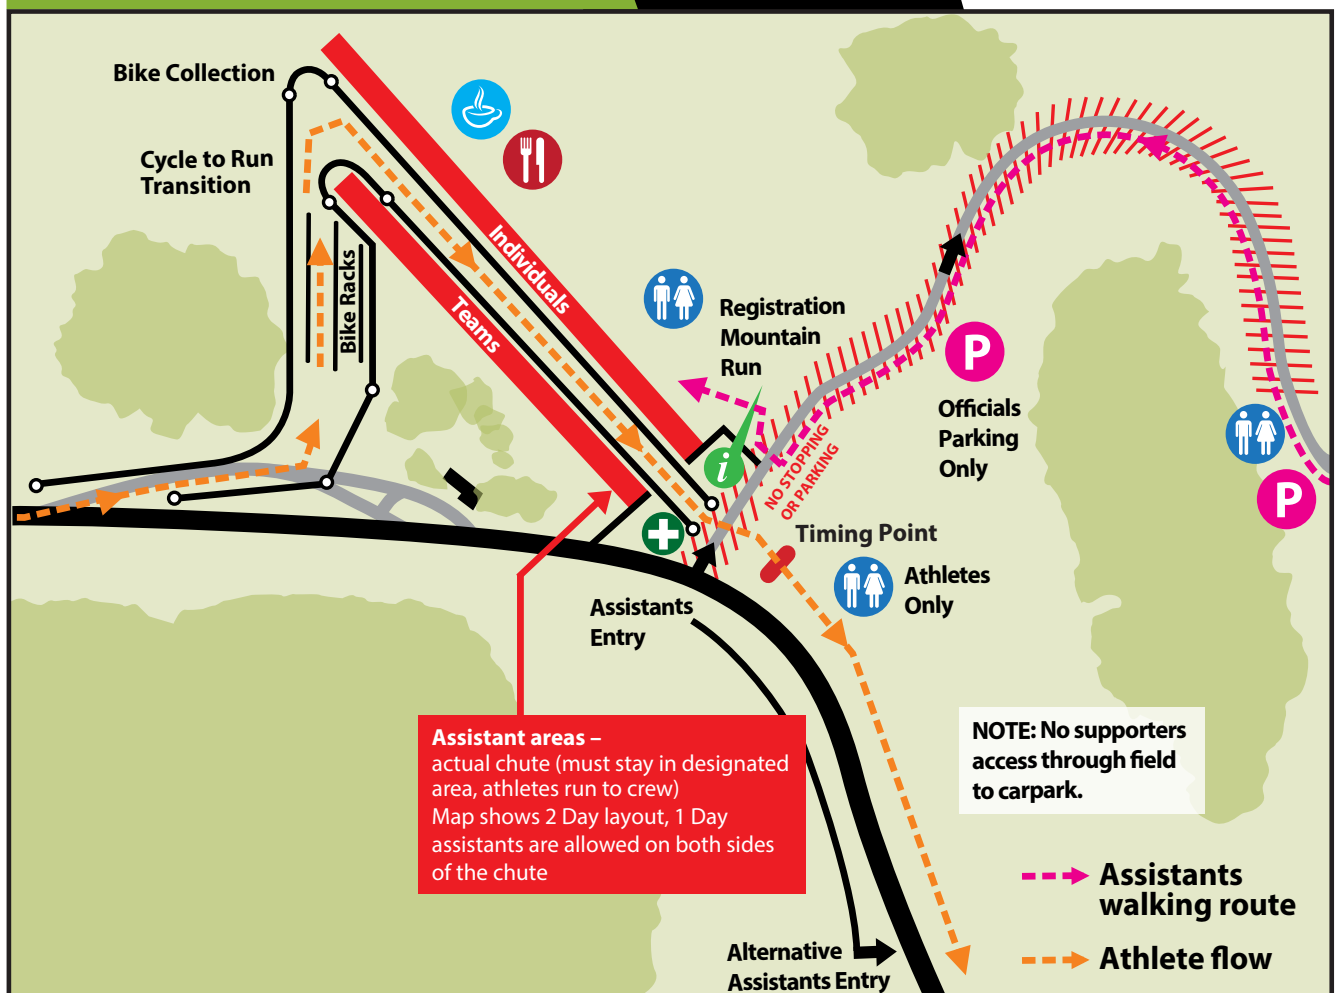 Bike Collection
Cycle to Run
Transition
Bike Racks
Individuals
Teams
Registration
Mountain
Run
i
NO STOPPING
OR PARKING
P
Officials
Parking
Only
P
Timing Point
Athletes
Only
Assistants
Entry
Assistant areas –
actual chute (must stay in designated
area, athletes run to crew)
Map shows 2 Day layout, 1 Day
assistants are allowed on both sides
of the chute
NOTE: No supporters
access through field
to carpark.
Assistants
walking route
Athlete flow
Alternative
Assistants Entry